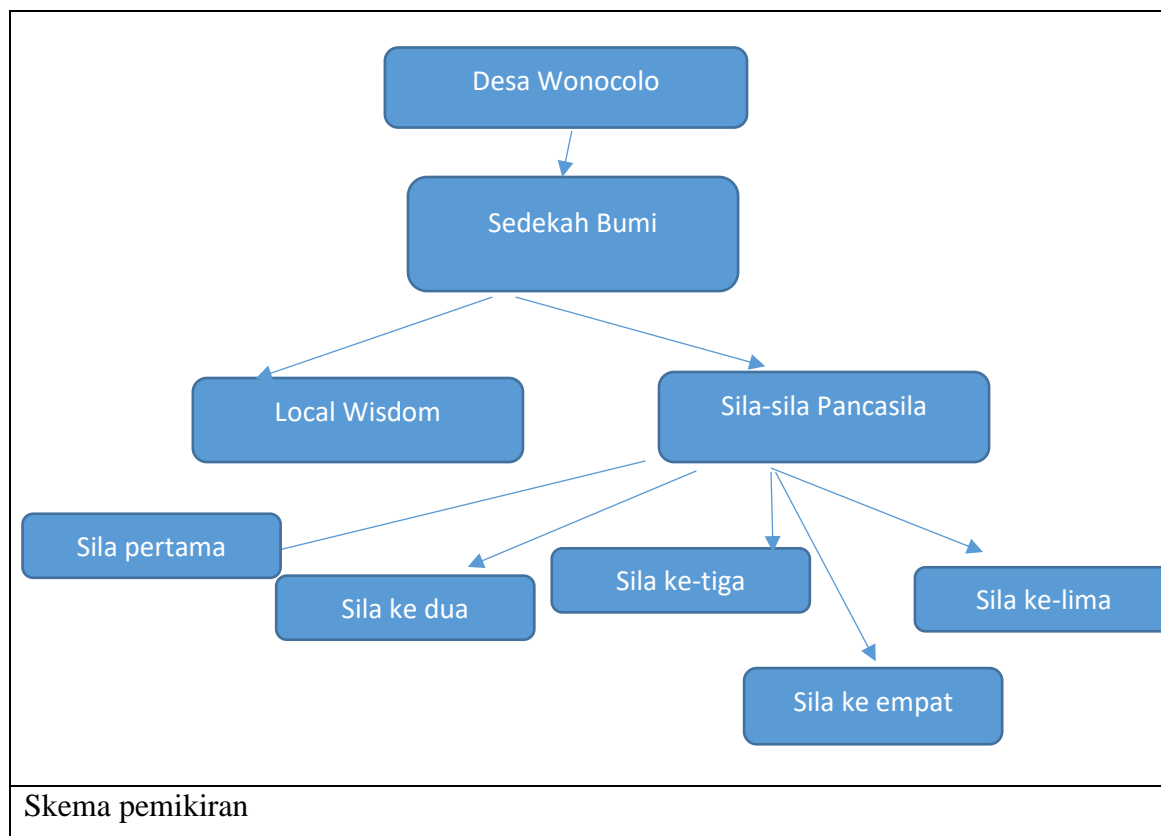 Desa Wonocolo
Sedekah Bumi
Local Wisdom
Sila-sila Pancasila
Sila pertama
Sila ke dua
Sila ke-tiga
Sila ke-lima
Sila ke empat
Skema pemikiran